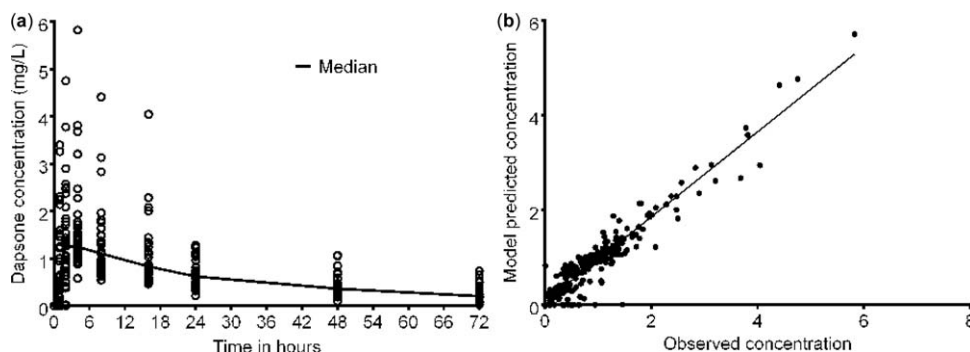 (a)
Dapsone concentration (mg/L)
6
5
4
3
2
1
0
Median
0 6 12 18 24 30 36 42 48 54 60 66 72
Time in hours
(b)
Model predicted concentration
6
4
2
0
0 2 4 6 8
Observed concentration